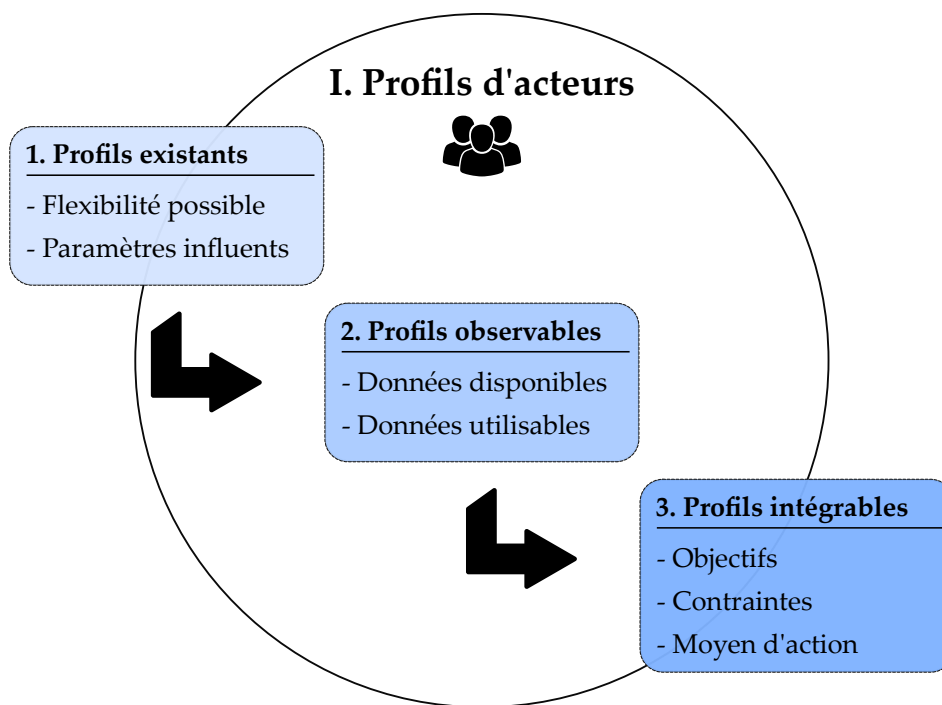 I. Profils d'acteurs
1. Profils existants
- Flexibilité possible
- Paramètres influents
2. Profils observables
- Données disponibles
- Données utilisables
3. Profils intégrables
- Objectifs
- Contraintes
- Moyen d'action